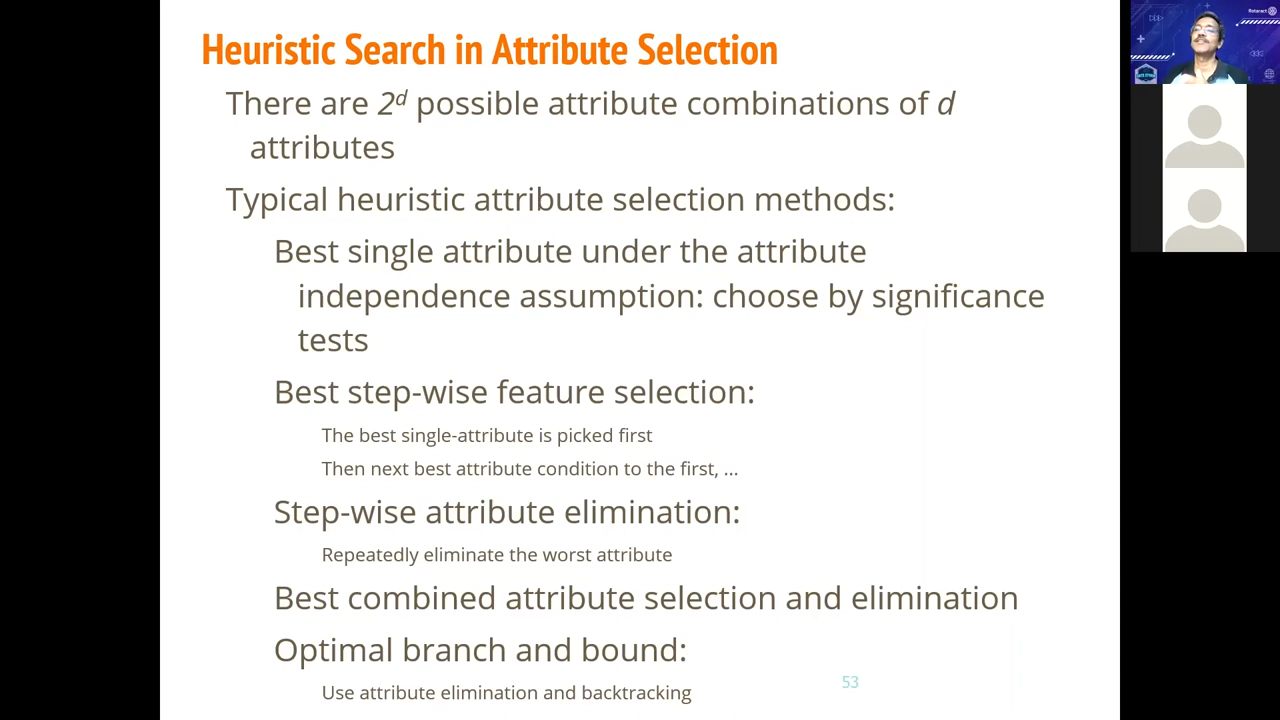 Heuristic Search in Attribute Selection
There are 2ᵈ possible attribute combinations of d
attributes
Typical heuristic attribute selection methods:
Best single attribute under the attribute
independence assumption: choose by significance
tests
Best step-wise feature selection:
The best single-attribute is picked first
Then next best attribute condition to the first, ...
Step-wise attribute elimination:
Repeatedly eliminate the worst attribute
Best combined attribute selection and elimination
Optimal branch and bound:
Use attribute elimination and backtracking
53
Rotaract